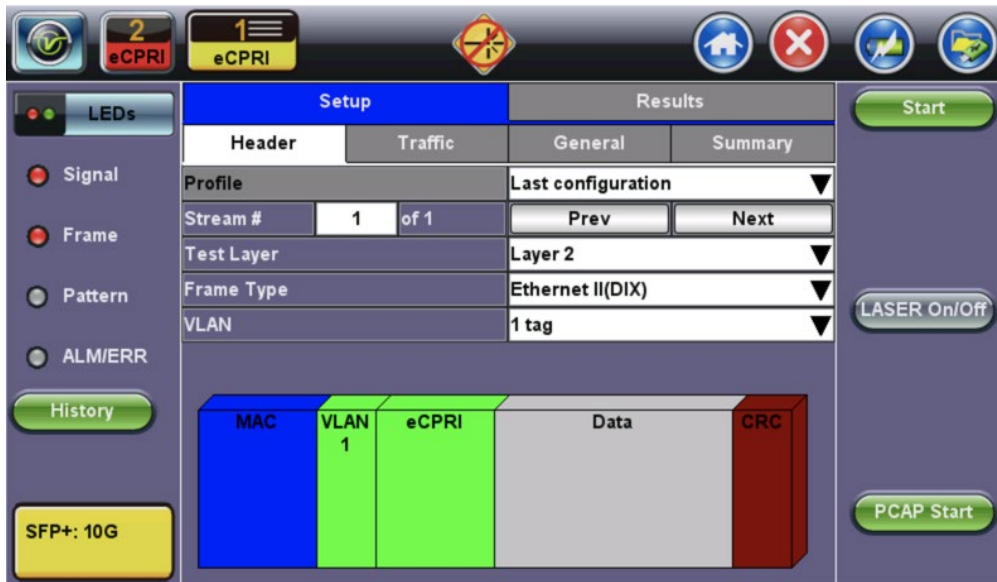 2
eCPRI
1
eCPRI
LEDs
Setup
Results
Start
Header
Traffic
General
Summary
Signal
Profile
Last configuration
Stream #
1
of 1
Prev
Next
Frame
Test Layer
Layer 2
Pattern
Frame Type
Ethernet II(DIX)
LASER On/Off
VLAN
1 tag
ALM/ERR
History
MAC
VLAN
1
eCPRI
Data
CRC
SFP+: 10G
PCAP Start